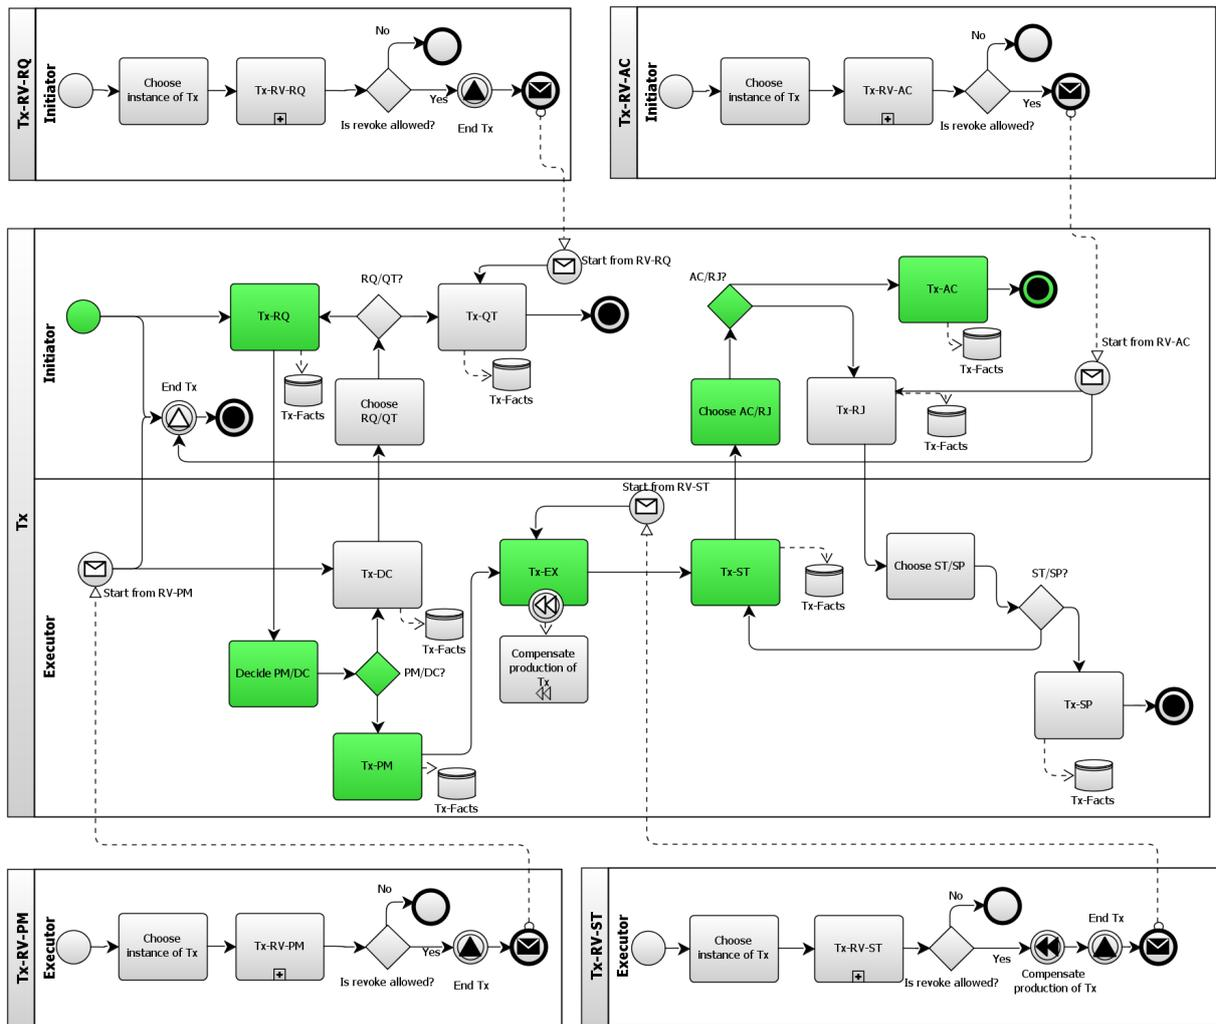 Tx-RV-RQ
Initiator
Choose
instance of Tx
Tx-RV-RQ
No
Yes
Is revoke allowed?
End Tx
Tx-RV-AC
Initiator
Choose
instance of Tx
Tx-RV-AC
No
Yes
Is revoke allowed?
Tx
Initiator
Start from RV-RQ
RQ/QT?
AC/RJ?
Tx-RQ
Tx-QT
Tx-AC
Start from RV-AC
Tx-Facts
Tx-Facts
Tx-Facts
End Tx
Choose
RQ/QT
Choose AC/RJ
Tx-RJ
Tx-Facts
Executor
Start from RV-ST
Start from RV-PM
Tx-DC
Tx-EX
Tx-ST
Choose ST/SP
ST/SP?
Tx-Facts
Tx-Facts
Decide PM/DC
PM/DC?
Compensate
production of
Tx
Tx-SP
Tx-PM
Tx-Facts
Tx-Facts
Tx-RV-PM
Executor
Choose
instance of Tx
Tx-RV-PM
No
Yes
Is revoke allowed?
End Tx
Tx-RV-ST
Executor
Choose
instance of Tx
Tx-RV-ST
No
Yes
Is revoke allowed?
End Tx
Compensate
production of Tx